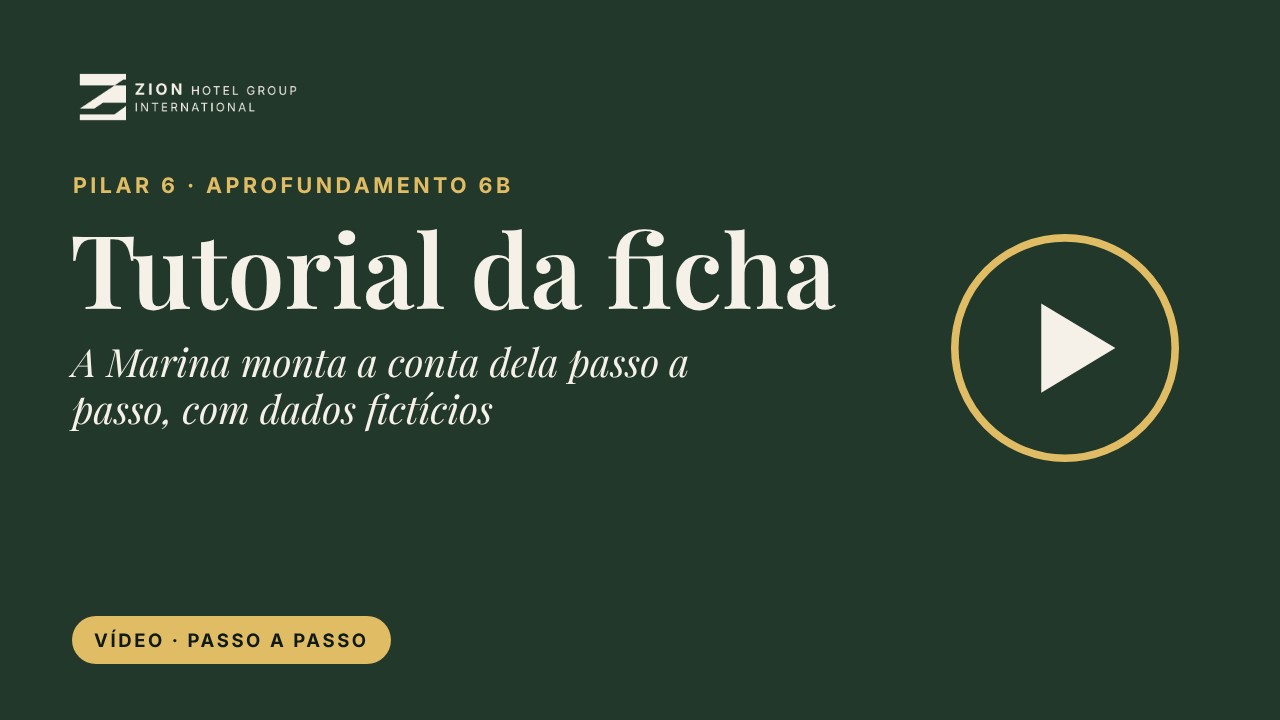 ZION HOTEL GROUP
INTERNATIONAL
PILAR 6 · APROFUNDAMENTO 6B
Tutorial da ficha
A Marina monta a conta dela passo a
passo, com dados fictícios
VÍDEO · PASSO A PASSO